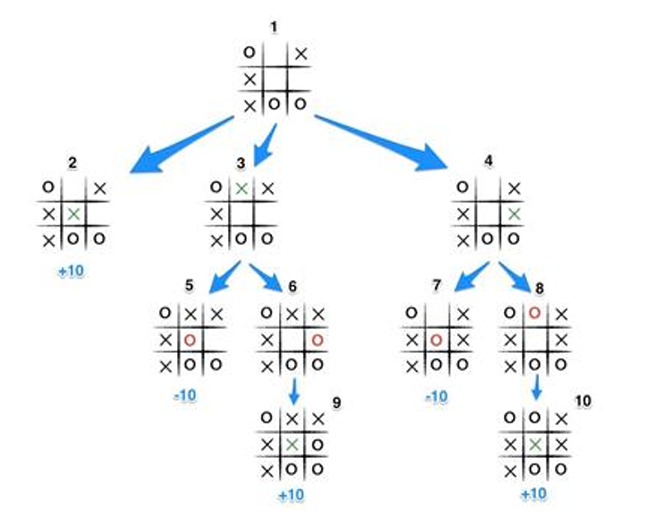 1
O X
X
X O O
2
O X
X X
X O O
+10
3
O X X
X
X O O
4
O X
X X
X O O
5
O X X
X O
X O O
-10
6
O X X
X O
X O O
7
O X
X O X
X O O
-10
8
O O X
X X
X O O
9
O X X
X X O
X O O
+10
10
O O X
X X X
X O O
+10